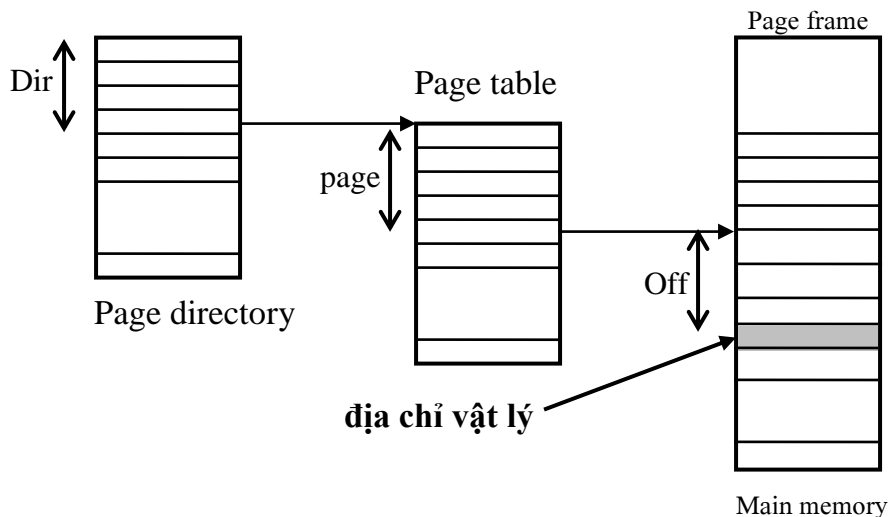 Page frame
Dir
Page table
page
Off
Page directory
địa chỉ vật lý
Main memory